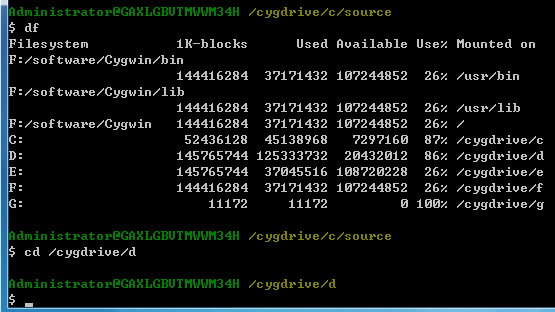 Administrator@GAXLGBVTMWWM34H /cygdrive/c/source
$ df
Filesystem 1K-blocks Used Available Use% Mounted on
F:/software/Cygwin/bin
144416284 37171432 107244852 26% /usr/bin
F:/software/Cygwin/lib
144416284 37171432 107244852 26% /usr/lib
F:/software/Cygwin 144416284 37171432 107244852 26% /
C: 52436128 45138968 7297160 87% /cygdrive/c
D: 145765744 125333732 20432012 86% /cygdrive/d
E: 145765744 37045516 108720228 26% /cygdrive/e
F: 144416284 37171432 107244852 26% /cygdrive/f
G: 11172 11172 0 100% /cygdrive/g
Administrator@GAXLGBVTMWWM34H /cygdrive/c/source
$ cd /cygdrive/d
Administrator@GAXLGBVTMWWM34H /cygdrive/d
$ _